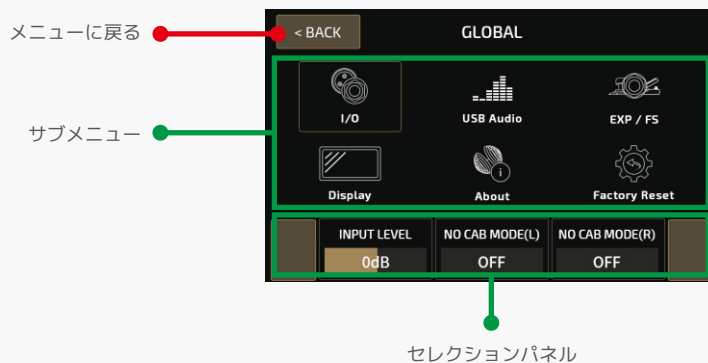 メニューに戻る
< BACK
GLOBAL
サブメニュー
I/O
USB Audio
EXP / FS
Display
About
Factory Reset
INPUT LEVEL
NO CAB MODE(L)
NO CAB MODE(R)
0dB
OFF
OFF
セレクションパネル